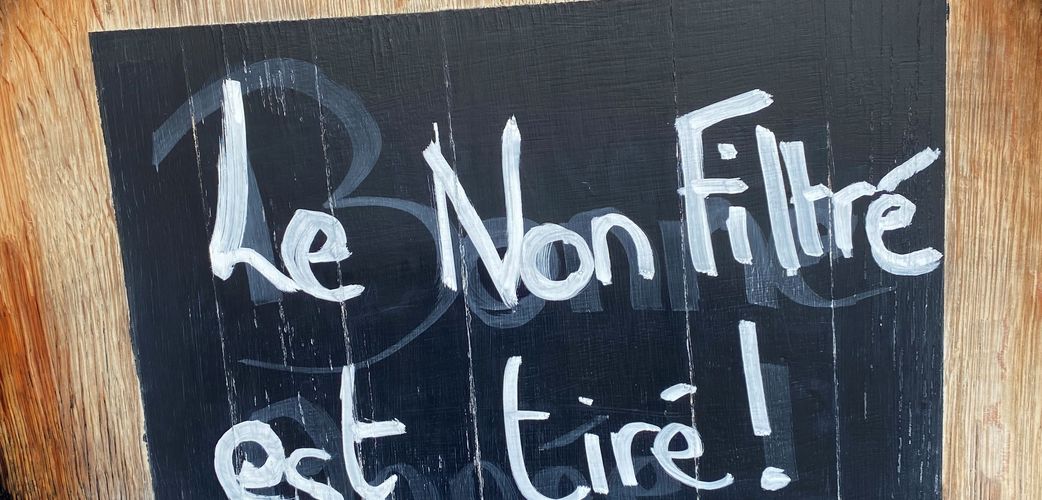 Le Non Filtré
est tiré !